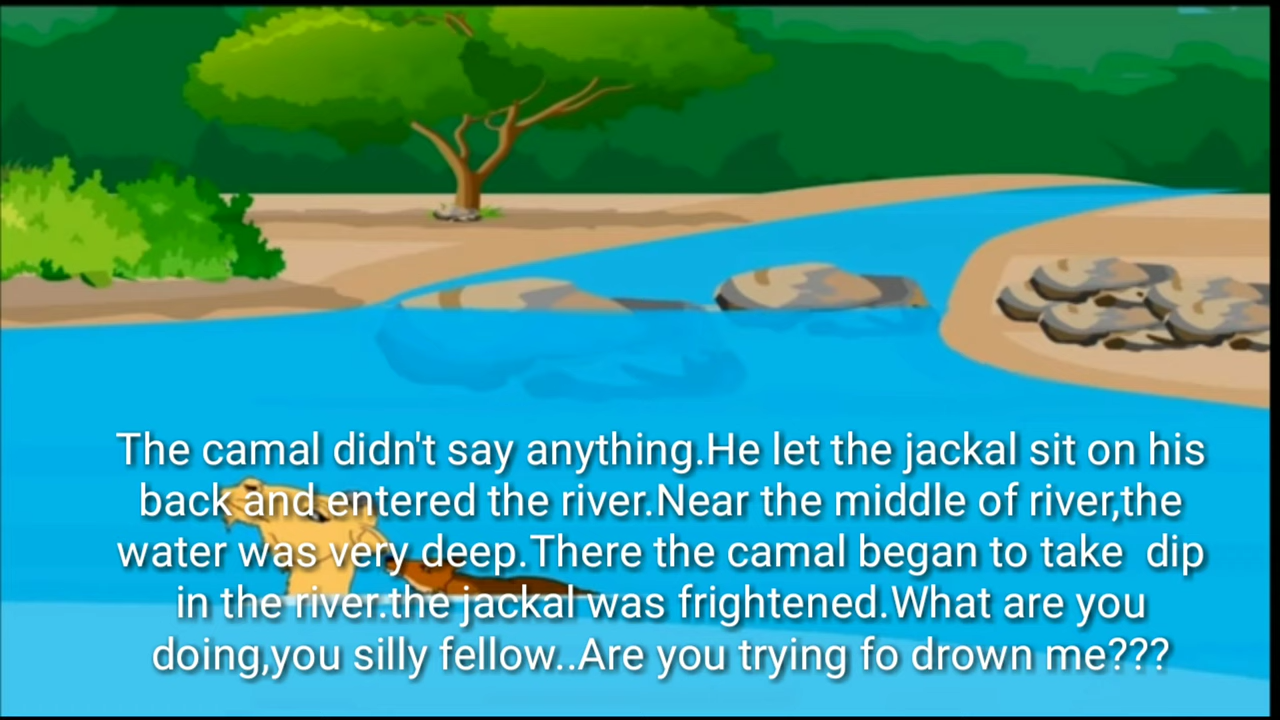 The camal didn't say anything.He let the jackal sit on his
back and entered the river.Near the middle of river,the
water was very deep.There the camal began to take  dip
in the river.the jackal was frightened.What are you
doing,you silly fellow..Are you trying fo drown me???